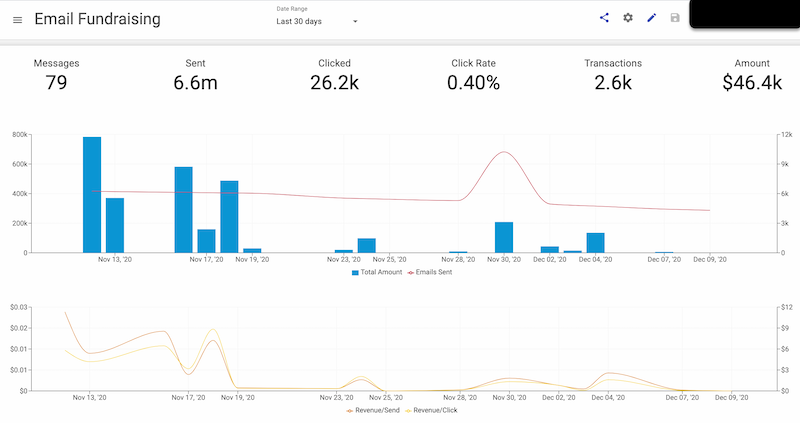 Email Fundraising
Date Range
Last 30 days
Messages Sent Clicked Click Rate Transactions Amount
79 6.6m 26.2k 0.40% 2.6k $46.4k
800k 12k
600k 9k
400k 6k
200k 3k
0 0
Nov 13, '20 Nov 17, '20 Nov 19, '20 Nov 23, '20 Nov 25, '20 Nov 28, '20 Nov 30, '20 Dec 02, '20 Dec 04, '20 Dec 07, '20 Dec 09, '20
Total Amount Emails Sent
$0.03 $12
$0.02 $9
$0.01 $6
$0.01 $3
$0 $0
Nov 13, '20 Nov 17, '20 Nov 19, '20 Nov 23, '20 Nov 25, '20 Nov 28, '20 Nov 30, '20 Dec 02, '20 Dec 04, '20 Dec 07, '20 Dec 09, '20
Revenue/Send Revenue/Click